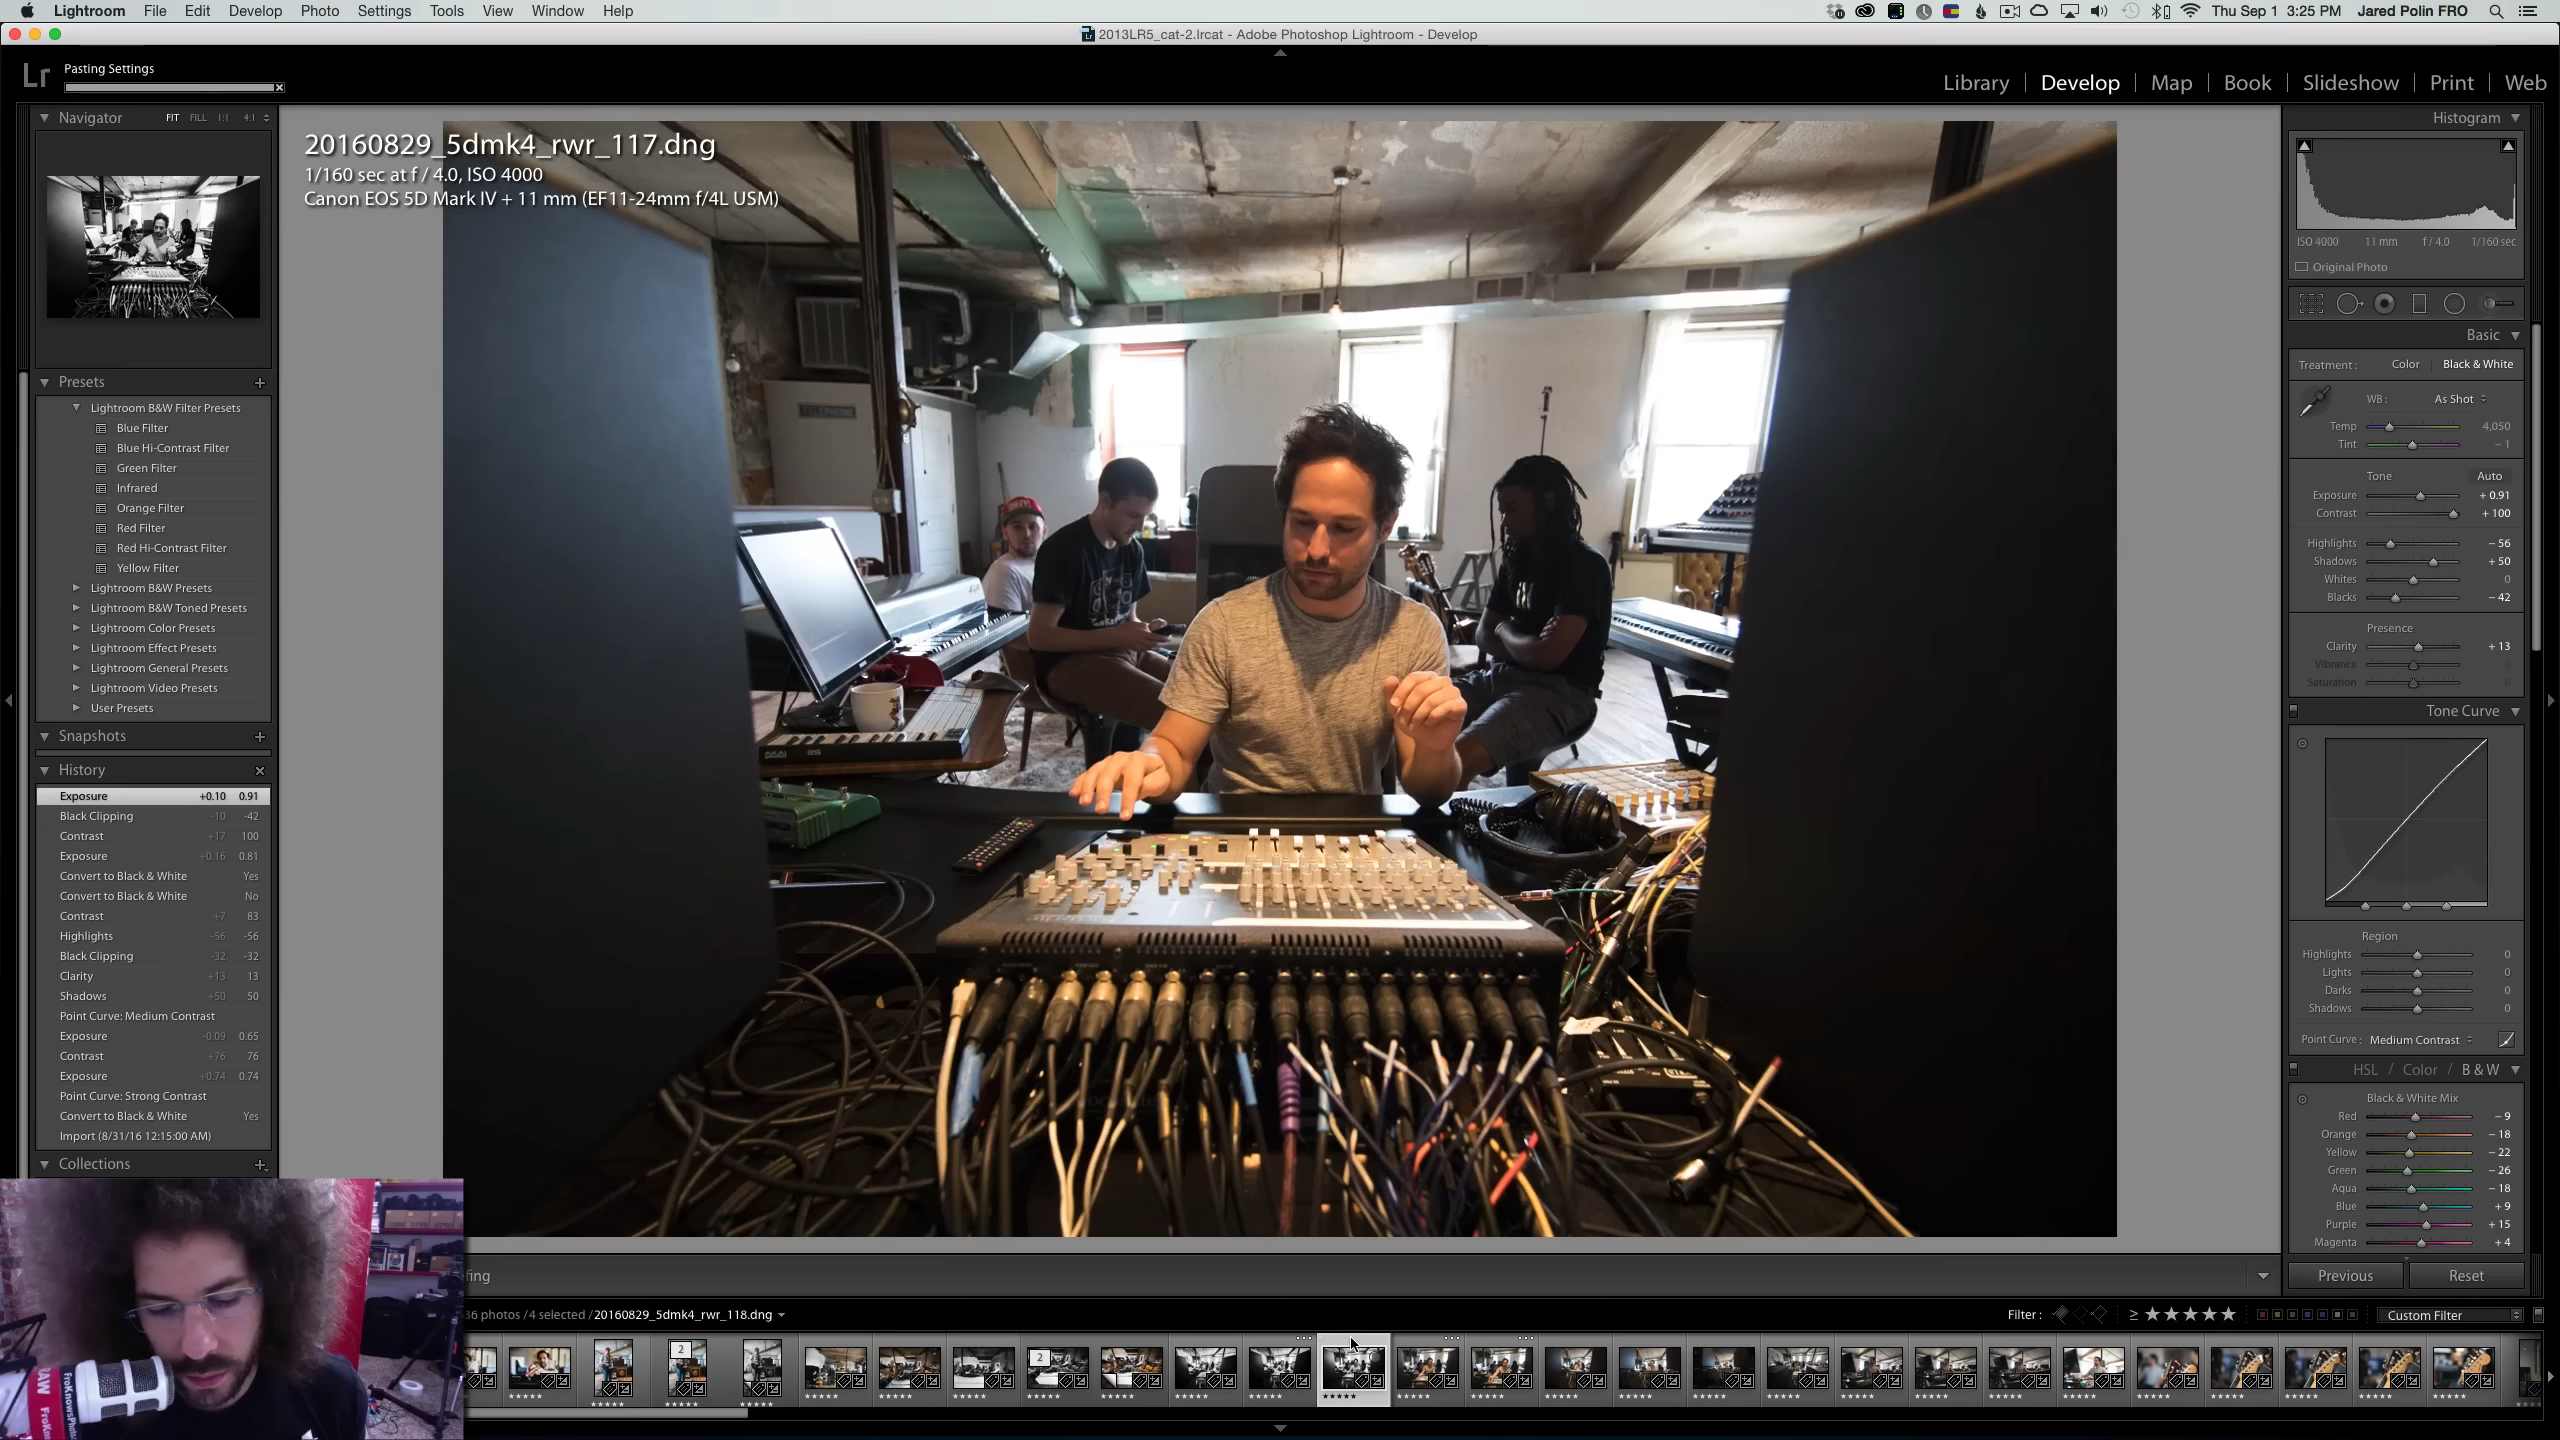 Lightroom File Edit Develop Photo Settings Tools View Window Help
Thu Sep 1 3:25 PM Jared Polin FRO
2013LR5_cat-2.lrcat - Adobe Photoshop Lightroom - Develop
Lr Pasting Settings
Library | Develop | Map | Book | Slideshow | Print | Web
Navigator FIT FILL 1:1 4:1
20160829_5dmk4_rwr_117.dng
1/160 sec at f / 4.0, ISO 4000
Canon EOS 5D Mark IV + 11 mm (EF11-24mm f/4L USM)
Presets
Lightroom B&W Filter Presets
Blue Filter
Blue Hi-Contrast Filter
Green Filter
Infrared
Orange Filter
Red Filter
Red Hi-Contrast Filter
Yellow Filter
Lightroom B&W Presets
Lightroom B&W Toned Presets
Lightroom Color Presets
Lightroom Effect Presets
Lightroom General Presets
Lightroom Video Presets
User Presets
Snapshots
History
Exposure +0.10 0.91
Black Clipping -10 -42
Contrast +17 100
Exposure +0.16 0.81
Convert to Black & White Yes
Convert to Black & White No
Contrast +7 83
Highlights -56 -56
Black Clipping -32 -32
Clarity +13 13
Shadows +50 50
Point Curve: Medium Contrast
Exposure -0.09 0.65
Contrast +76 76
Exposure +0.74 0.74
Point Curve: Strong Contrast
Convert to Black & White Yes
Import (8/31/16 12:15:00 AM)
Collections
Histogram
ISO 4000 11 mm f / 4.0 1/160 sec
Original Photo
Basic
Treatment : Color | Black & White
WB : As Shot
Temp 4,050
Tint - 1
Tone Auto
Exposure + 0.91
Contrast + 100
Highlights - 56
Shadows + 50
Whites 0
Blacks - 42
Presence
Clarity + 13
Vibrance 0
Saturation 0
Tone Curve
Region
Highlights 0
Lights 0
Darks 0
Shadows 0
Point Curve : Medium Contrast
HSL / Color / B & W
Black & White Mix
Red - 9
Orange - 18
Yellow - 22
Green - 26
Aqua - 18
Blue + 9
Purple + 15
Magenta + 4
Previous Reset
fing
36 photos / 4 selected / 20160829_5dmk4_rwr_118.dng
Filter : ≥ ★★★★★ Custom Filter
2
2
RAW
FroKnowsPhoto